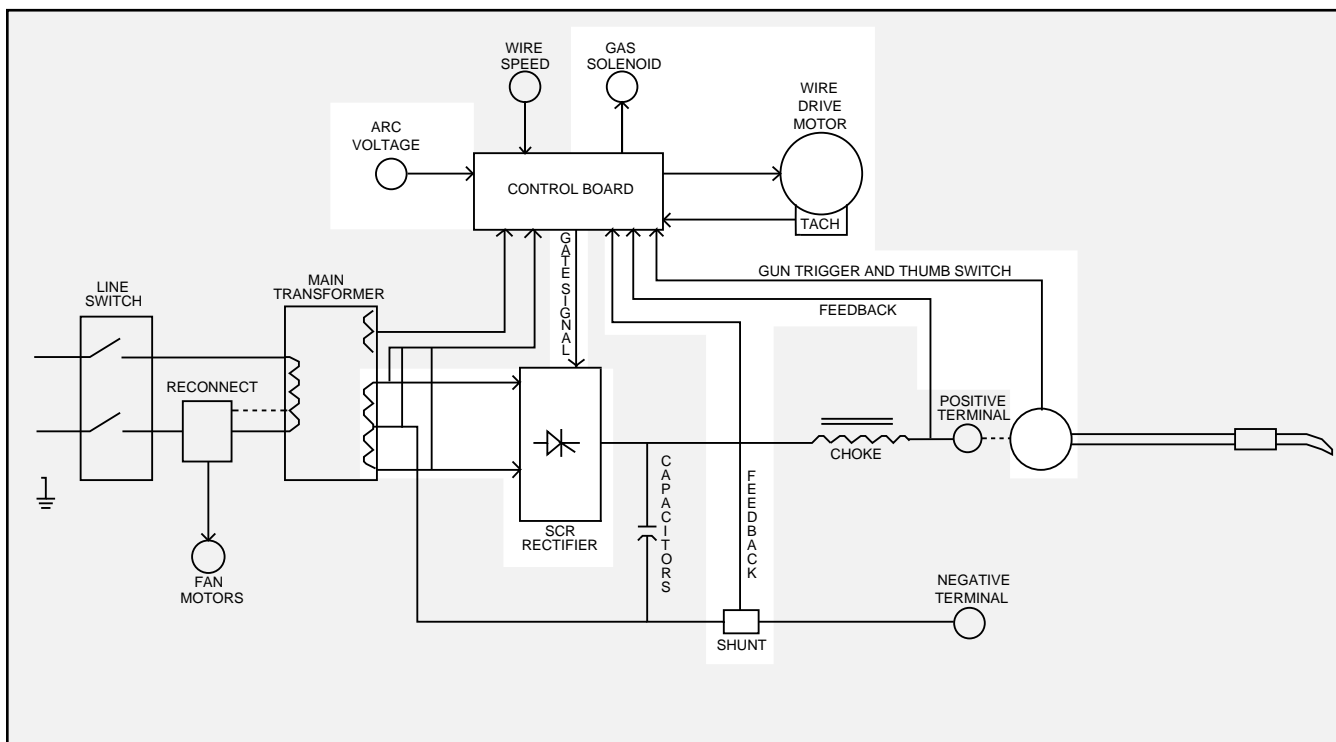 WIRE
SPEED
GAS
SOLENOID
WIRE
DRIVE
MOTOR
ARC
VOLTAGE
CONTROL BOARD
TACH
GATE SIGNAL
GUN TRIGGER AND THUMB SWITCH
FEEDBACK
LINE
SWITCH
MAIN
TRANSFORMER
RECONNECT
POSITIVE
TERMINAL
CHOKE
CAPACITORS
FEEDBACK
SCR
RECTIFIER
FAN
MOTORS
NEGATIVE
TERMINAL
SHUNT